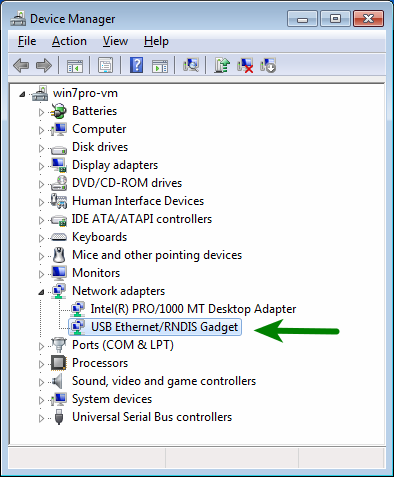 Device Manager
File Action View Help
win7pro-vm
Batteries
Computer
Disk drives
Display adapters
DVD/CD-ROM drives
Human Interface Devices
IDE ATA/ATAPI controllers
Keyboards
Mice and other pointing devices
Monitors
Network adapters
Intel(R) PRO/1000 MT Desktop Adapter
USB Ethernet/RNDIS Gadget
Ports (COM & LPT)
Processors
Sound, video and game controllers
System devices
Universal Serial Bus controllers